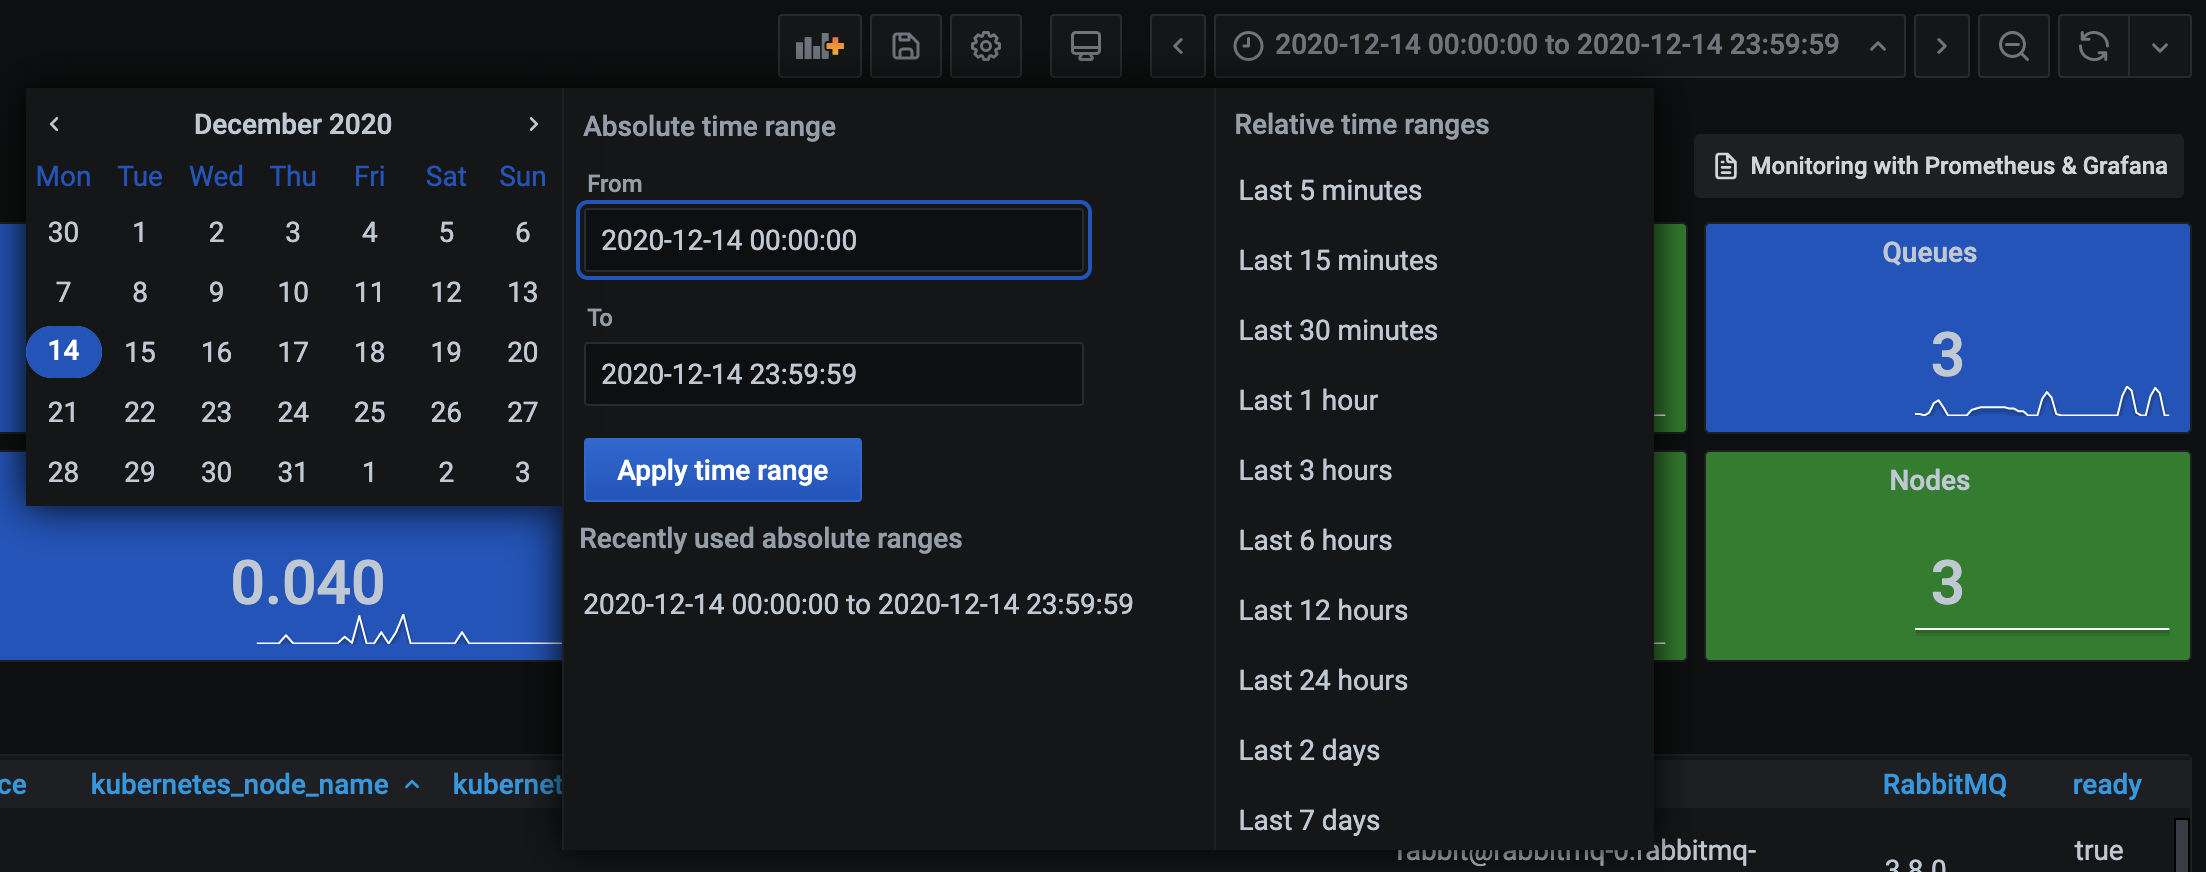 2020-12-14 00:00:00 to 2020-12-14 23:59:59
December 2020
Mon Tue Wed Thu Fri Sat Sun
30 1 2 3 4 5 6
7 8 9 10 11 12 13
14 15 16 17 18 19 20
21 22 23 24 25 26 27
28 29 30 31 1 2 3
Absolute time range
From
2020-12-14 00:00:00
To
2020-12-14 23:59:59
Apply time range
Recently used absolute ranges
2020-12-14 00:00:00 to 2020-12-14 23:59:59
Relative time ranges
Last 5 minutes
Last 15 minutes
Last 30 minutes
Last 1 hour
Last 3 hours
Last 6 hours
Last 12 hours
Last 24 hours
Last 2 days
Last 7 days
Monitoring with Prometheus & Grafana
Queues
3
Nodes
3
0.040
ce kubernetes_node_name kubernet RabbitMQ ready
rabbit@rabbitmq-0.rabbitmq- 3.8.0 true